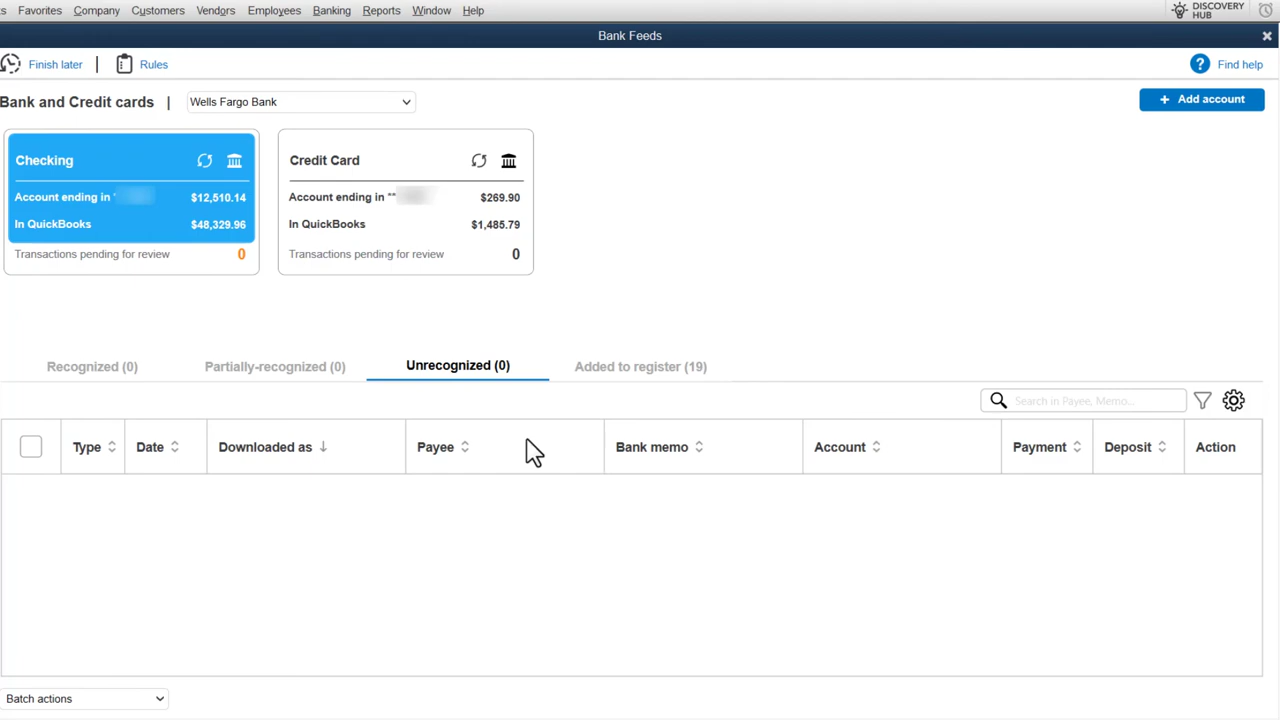 s Favorites Company Customers Vendors Employees Banking Reports Window Help
DISCOVERY
HUB
Bank Feeds
Finish later | Rules
Find help
Bank and Credit cards | Wells Fargo Bank
+ Add account
Checking
Account ending in * $12,510.14
In QuickBooks $48,329.96
Transactions pending for review 0
Credit Card
Account ending in ** $269.90
In QuickBooks $1,485.79
Transactions pending for review 0
Recognized (0) Partially-recognized (0) Unrecognized (0) Added to register (19)
Search in Payee, Memo...
Type Date Downloaded as Payee Bank memo Account Payment Deposit Action
Batch actions